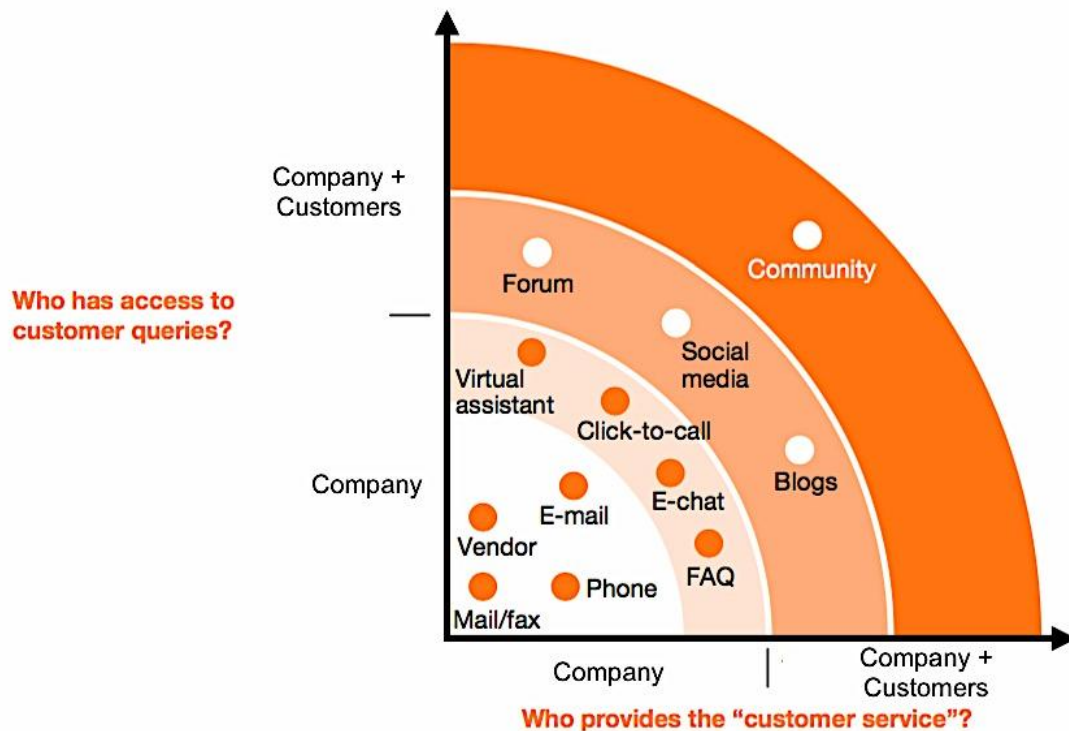 Company +
Customers
Who has access to
customer queries?
Company
Community
Forum
Social
media
Virtual
assistant
Click-to-call
Blogs
E-chat
E-mail
Vendor
FAQ
Phone
Mail/fax
Company
Company +
Customers
Who provides the “customer service”?